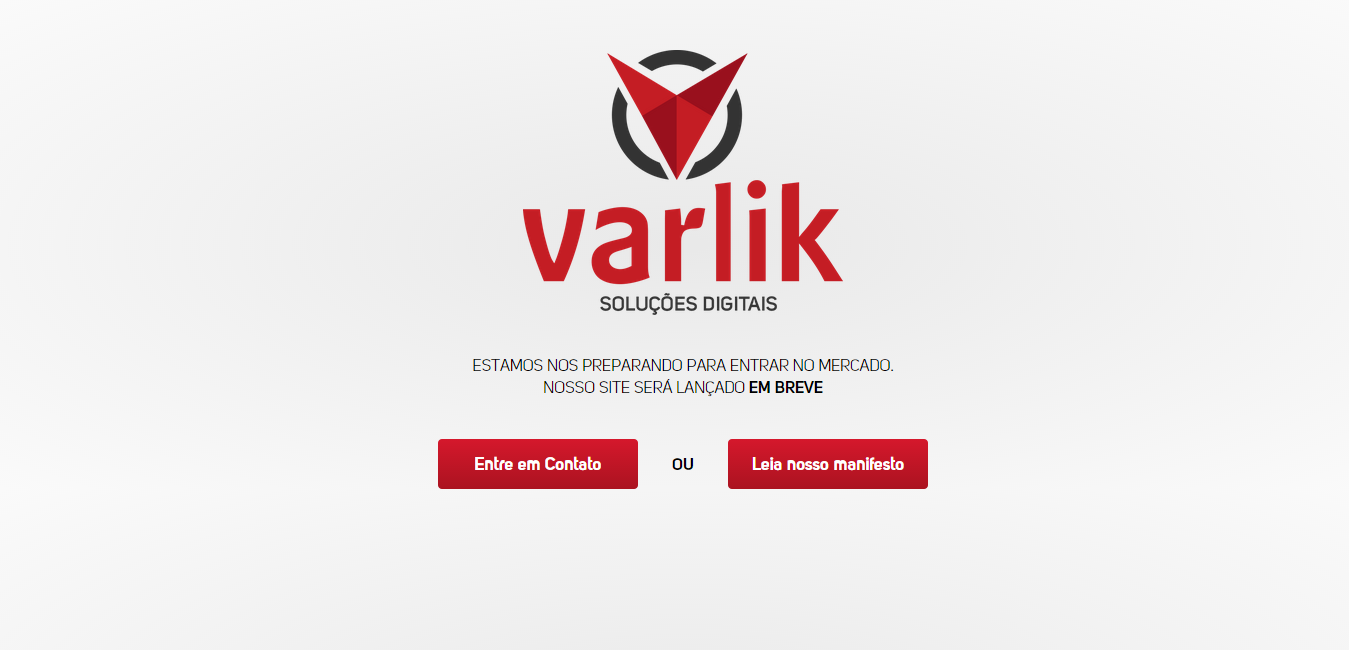 varlik
SOLUÇÕES DIGITAIS
ESTAMOS NOS PREPARANDO PARA ENTRAR NO MERCADO.
NOSSO SITE SERÁ LANÇADO EM BREVE
Entre em Contato OU Leia nosso manifesto